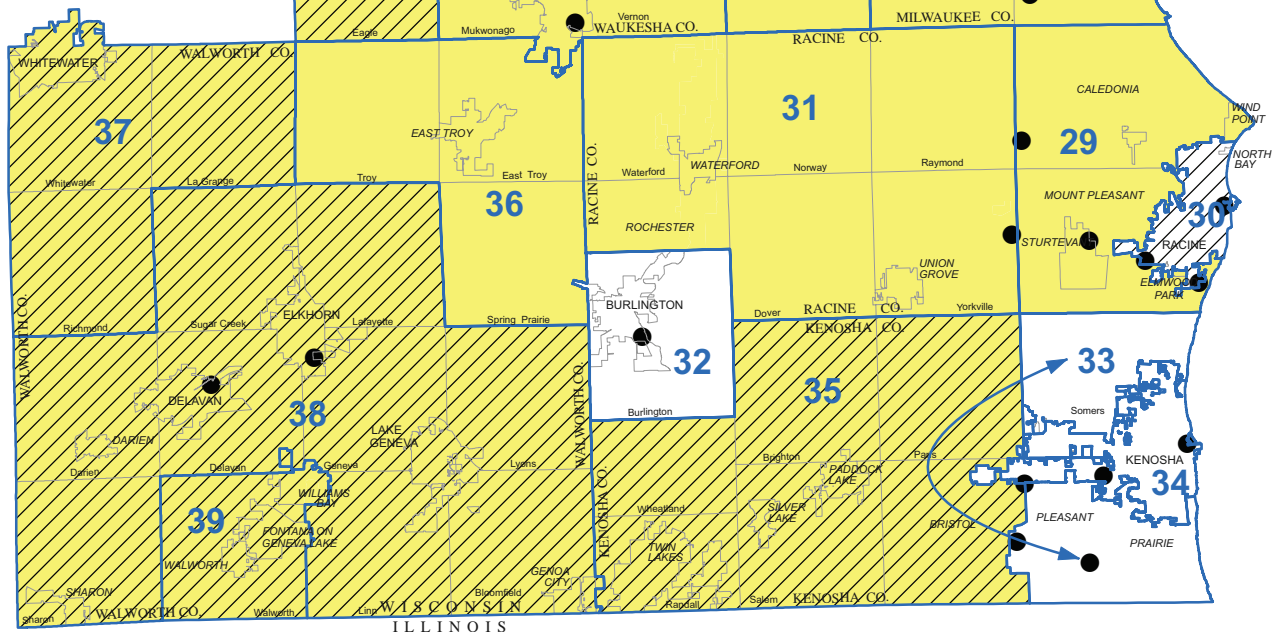 Vernon
WAUKESHA CO.
MILWAUKEE CO.
Eagle
Mukwonago
RACINE CO.
WALWORTH CO.
WHITEWATER
CALEDONIA
31
WIND
POINT
37
29
EAST TROY
NORTH
BAY
WATERFORD
Norway
Raymond
Whitewater
La Grange
Troy
East Troy
Waterford
RACINE CO.
36
MOUNT PLEASANT
30
ROCHESTER
STURTEVA
RACINE
UNION
GROVE
ELMWOO
PARK
BURLINGTON
Dover
RACINE CO.
Yorkville
KENOSHA CO.
WALWORTH CO.
Richmond
Sugar Creek
ELKHORN
Lafayette
Spring Prairie
32
33
35
DELAVAN
38
WALWORTH CO.
Burlington
Somers
LAKE
GENEVA
DARIEN
Darien
Delavan
Geneva
Lyons
Brighton
Paris
KENOSHA
PADDOCK
LAKE
34
WILLIAMS
BAY
39
SILVER
LAKE
Wheatland
KENOSHA CO.
BRISTOL
PLEASANT
PRAIRIE
FONTANA ON
GENEVA LAKE
WALWORTH
TWIN
LAKES
GENOA
CITY
SHARON
Sharon
WALWORTH CO.
Walworth
Linn
Bloomfield
Randall
Salem
KENOSHA CO.
WISCONSIN
ILLINOIS